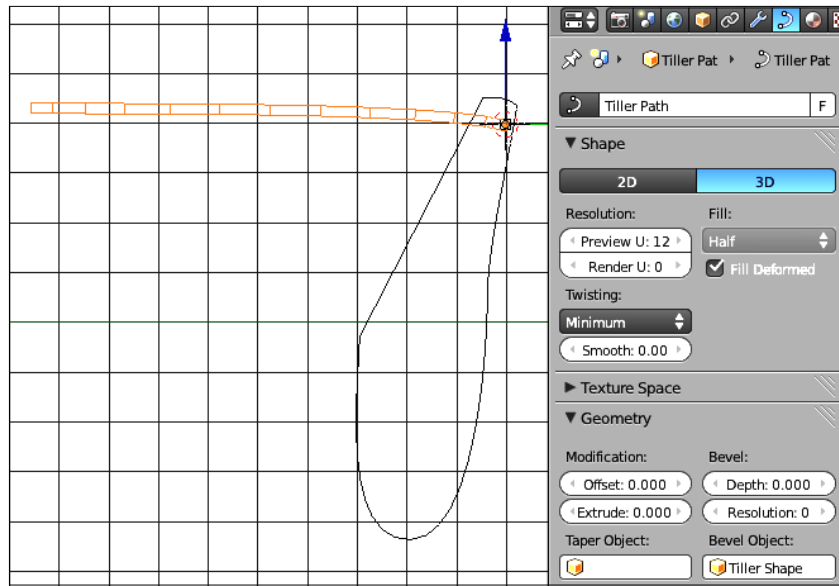 Tiller Pat Tiller Pat
Tiller Path F
Shape
2D 3D
Resolution: Fill:
Preview U: 12 Half
Render U: 0 Fill Deformed
Twisting:
Minimum
Smooth: 0.00
Texture Space
Geometry
Modification: Bevel:
Offset: 0.000 Depth: 0.000
Extrude: 0.000 Resolution: 0
Taper Object: Bevel Object:
Tiller Shape